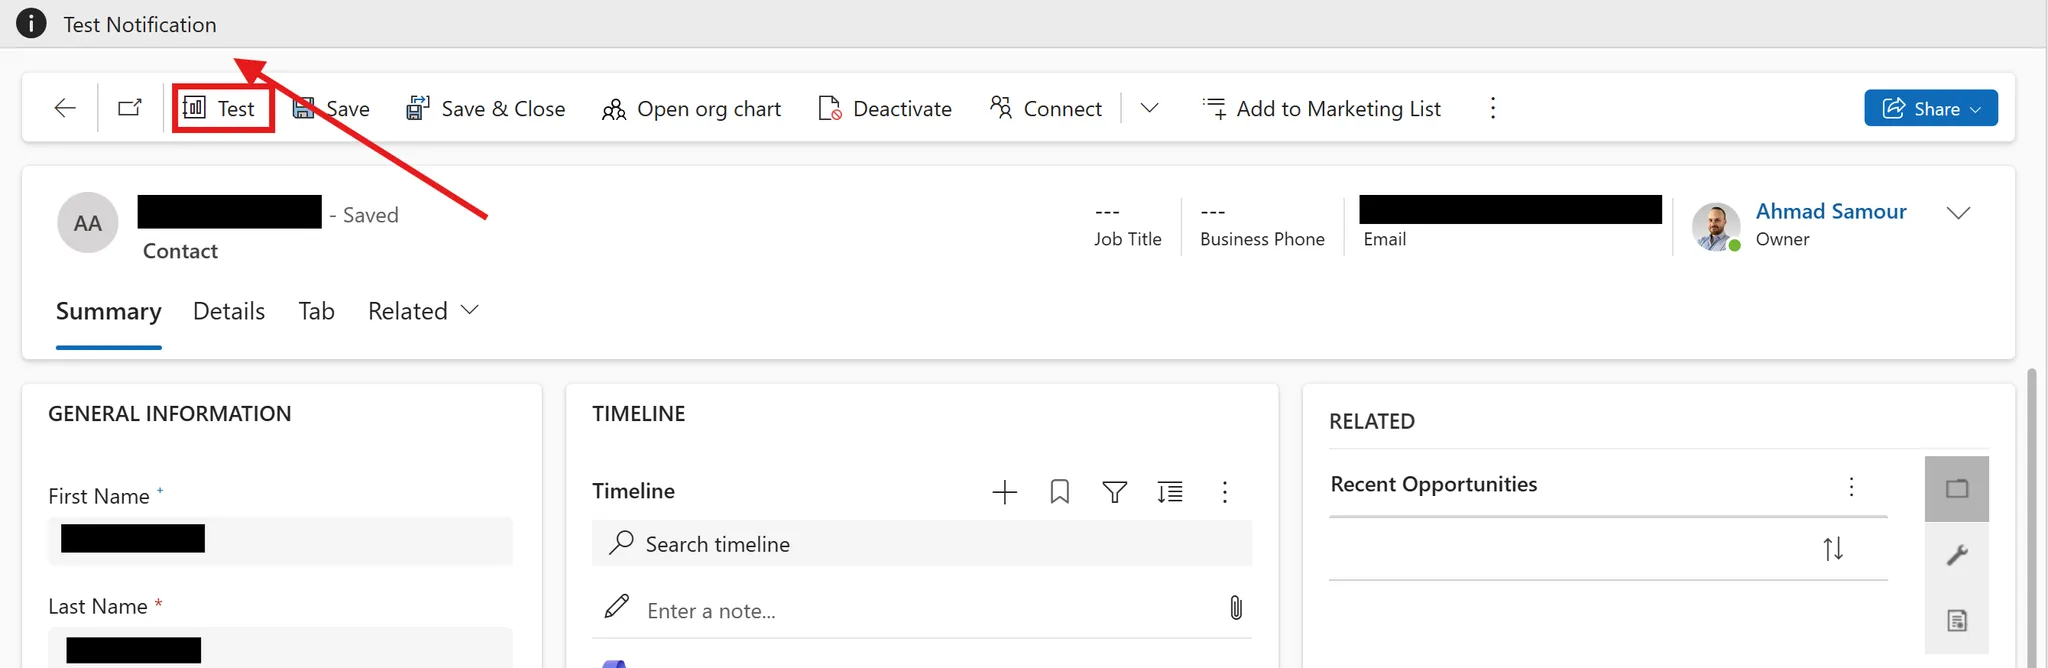 Test Notification
Test Save Save & Close Open org chart Deactivate Connect Add to Marketing List Share
AA - Saved
Contact
--- Job Title
--- Business Phone
Email
Ahmad Samour
Owner
Summary Details Tab Related
GENERAL INFORMATION
First Name +
Last Name *
TIMELINE
Timeline
Search timeline
Enter a note...
RELATED
Recent Opportunities